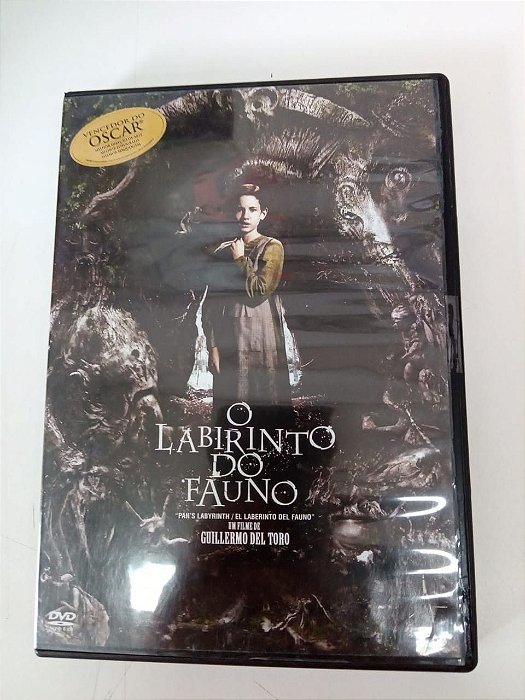 VENCEDOR DO
OSCAR®
O
LABIRINTO
DO
FAUNO
"PAN'S LABYRINTH / EL LABERINTO DEL FAUNO"
UM FILME DE
GUILLERMO DEL TORO
DVD